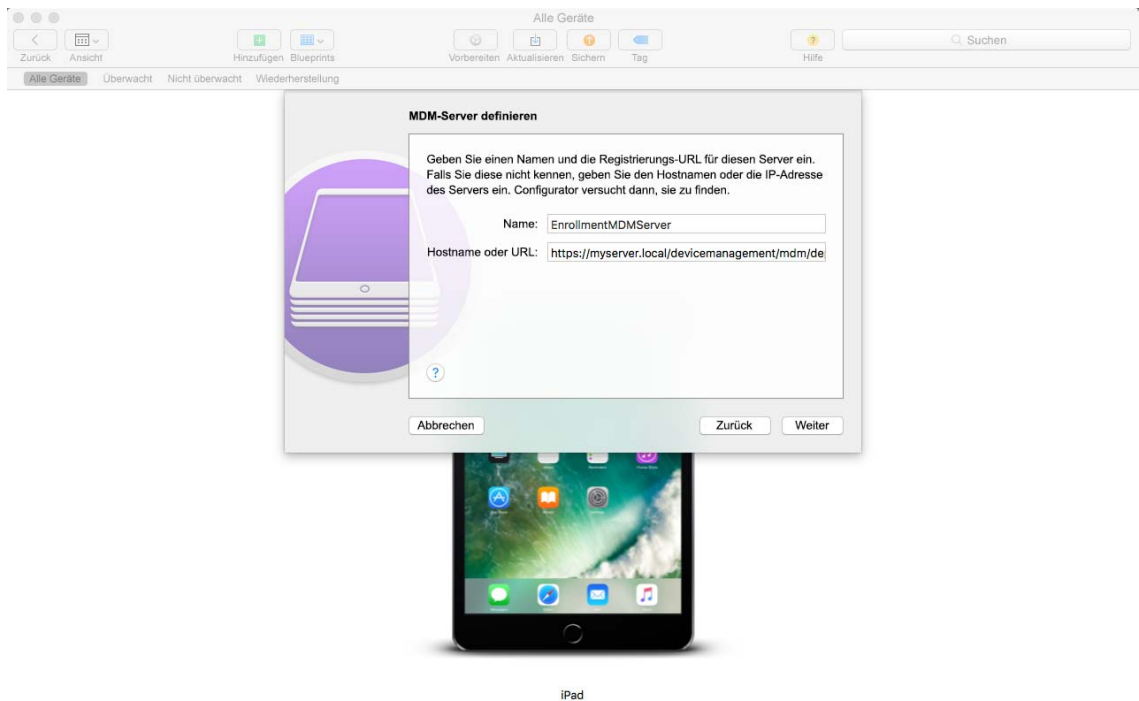 Alle Geräte
Zurück Ansicht Hinzufügen Blueprints Vorbereiten Aktualisieren Sichern Tag Hilfe Suchen
Alle Geräte Überwacht Nicht überwacht Wiederherstellung
MDM-Server definieren
Geben Sie einen Namen und die Registrierungs-URL für diesen Server ein.
Falls Sie diese nicht kennen, geben Sie den Hostnamen oder die IP-Adresse
des Servers ein. Configurator versucht dann, sie zu finden.
Name: EnrollmentMDMServer
Hostname oder URL: https://myserver.local/devicemanagement/mdm/de
?
Abbrechen Zurück Weiter
iPad